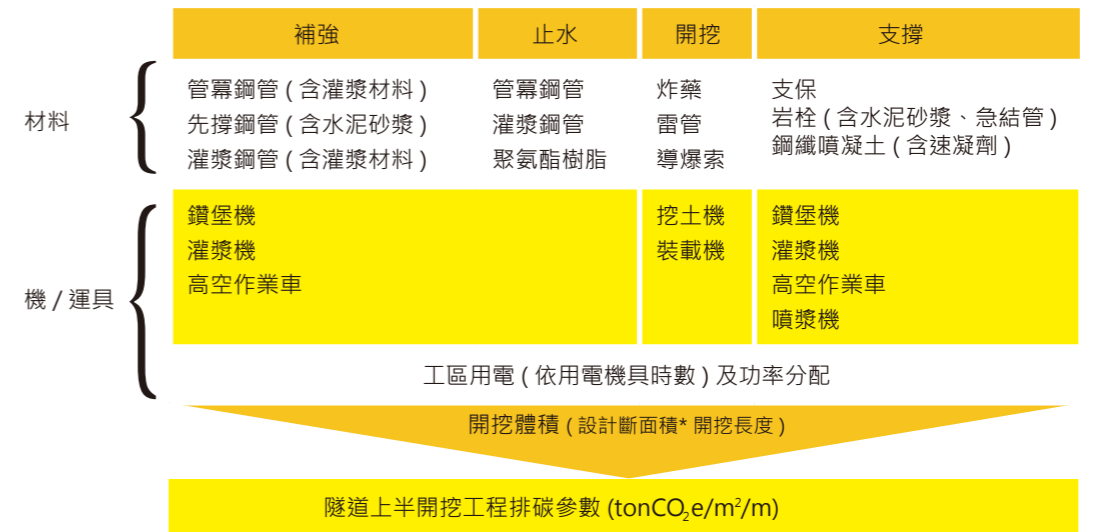 補強 止水 開挖 支撐
材料
管冪鋼管 ( 含灌漿材料 )
先撐鋼管 ( 含水泥砂漿 )
灌漿鋼管 ( 含灌漿材料 )
管冪鋼管
灌漿鋼管
聚氨酯樹脂
炸藥
雷管
導爆索
支保
岩栓 ( 含水泥砂漿、急結管 )
鋼纖噴凝土 ( 含速凝劑 )
機 / 運具
鑽堡機
灌漿機
高空作業車
挖土機
裝載機
鑽堡機
灌漿機
高空作業車
噴漿機
工區用電 ( 依用電機具時數 ) 及功率分配
開挖體積 ( 設計斷面積* 開挖長度 )
隧道上半開挖工程排碳參數 (tonCO₂e/m²/m)